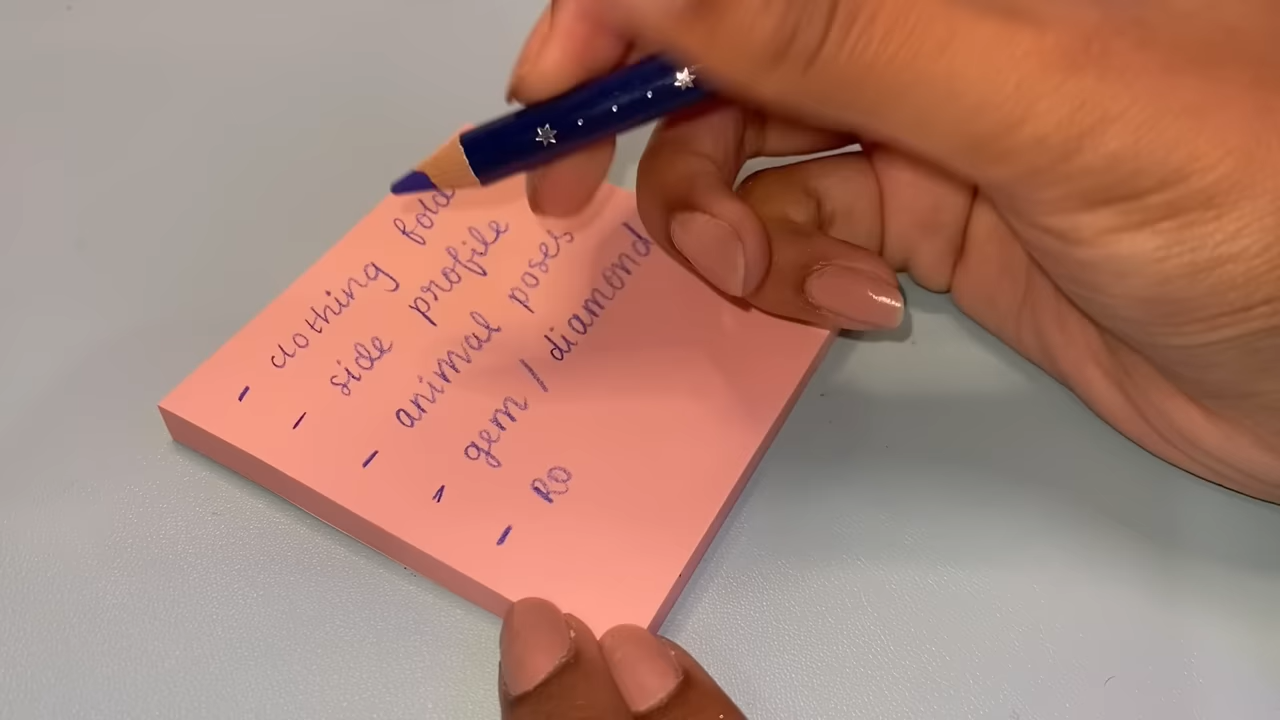 - clothing fold
- side profile
- animal poses
- gem / diamond
- Ro